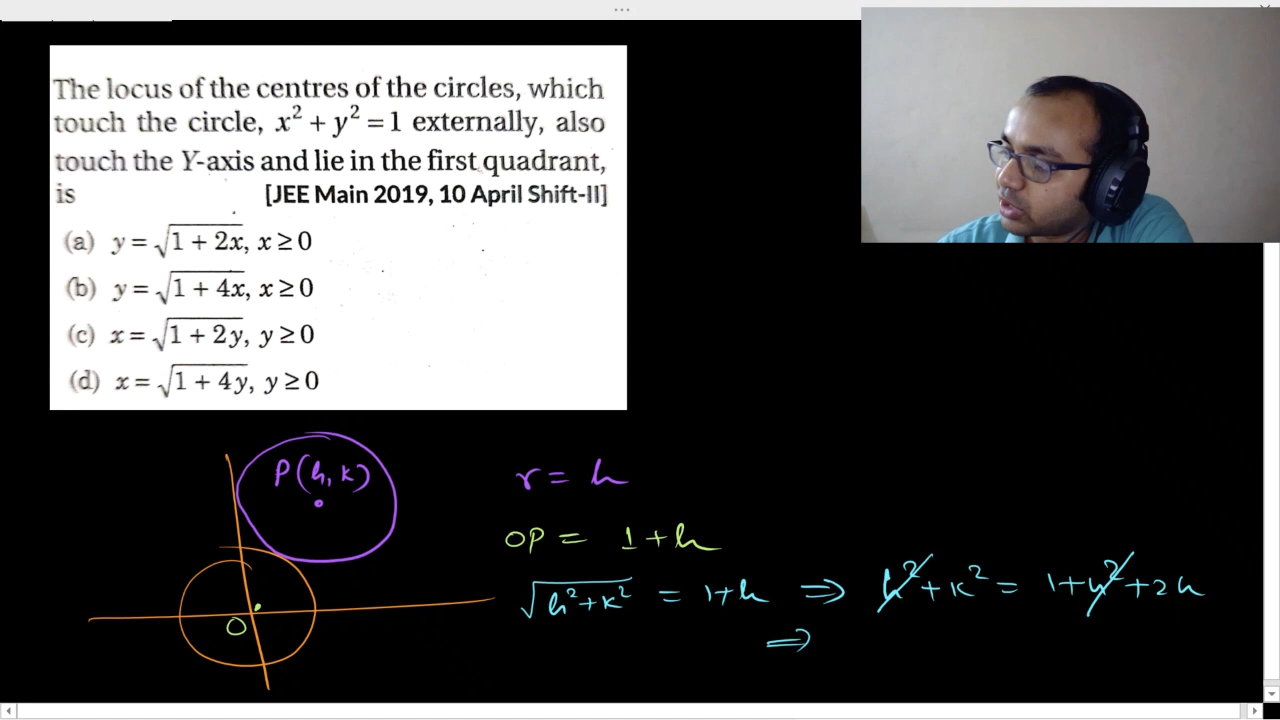 The locus of the centres of the circles, which
touch the circle, x² + y² = 1 externally, also
touch the Y-axis and lie in the first quadrant,
is [JEE Main 2019, 10 April Shift-II]
(a) y = √(1 + 2x), x ≥ 0
(b) y = √(1 + 4x), x ≥ 0
(c) x = √(1 + 2y), y ≥ 0
(d) x = √(1 + 4y), y ≥ 0
P(h, k)
O
r = h
OP = 1 + h
√(h² + k²) = 1 + h ⇒ h² + k² = 1 + h² + 2h
⇒